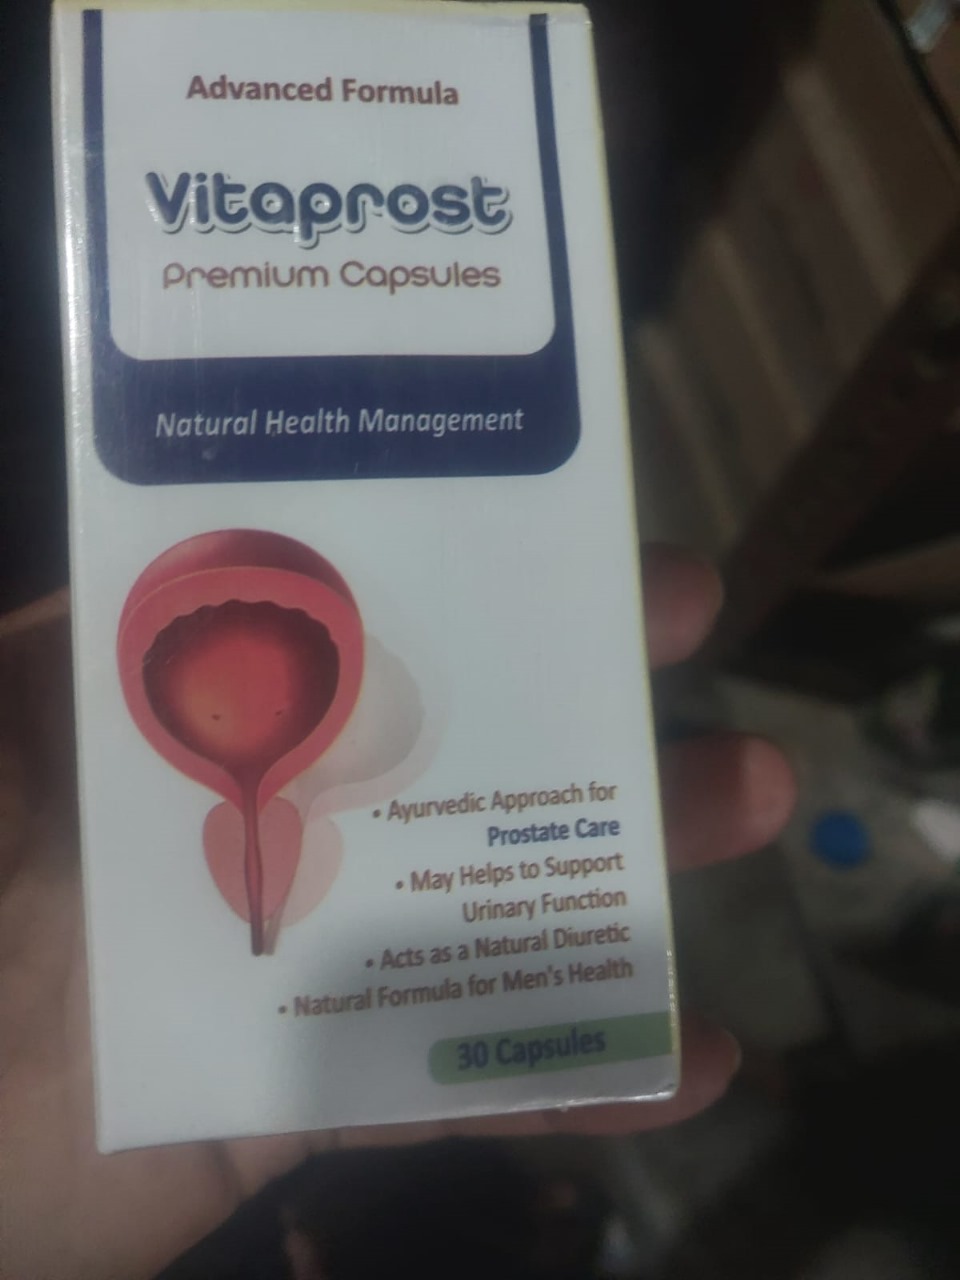 Advanced Formula
Vitaprost
Premium Capsules
Natural Health Management
• Ayurvedic Approach for
Prostate Care
• May Helps to Support
Urinary Function
• Acts as a Natural Diuretic
• Natural Formula for Men's Health
30 Capsules